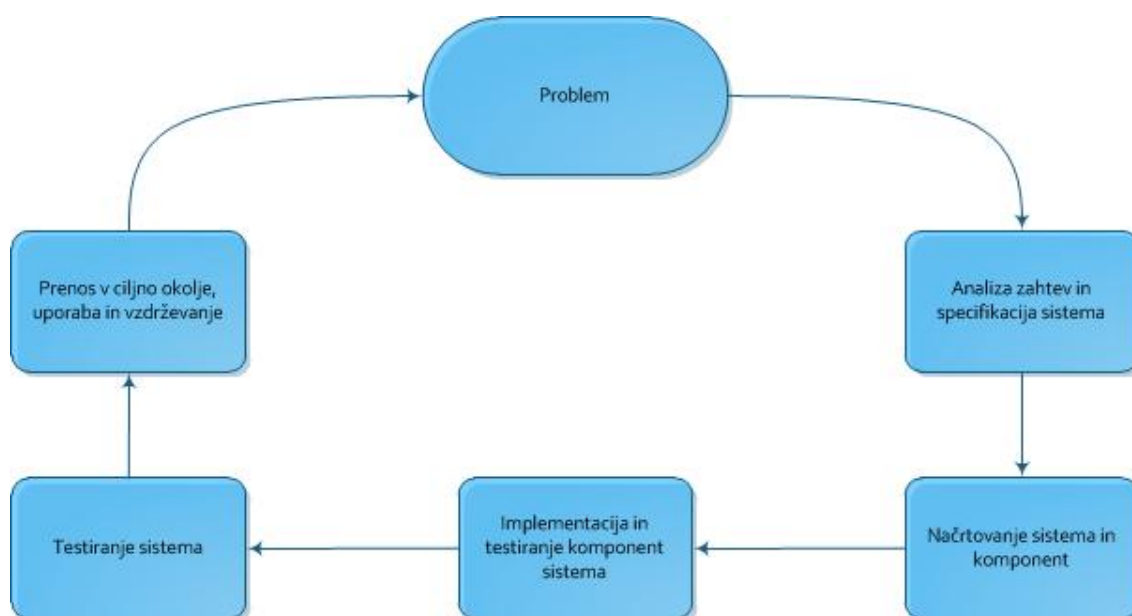 Problem
Analiza zahtev in
specifikacija sistema
Načrtovanje sistema in
komponent
Implementacija in
testiranje komponent
sistema
Testiranje sistema
Prenos v ciljno okolje,
uporaba in vzdrževanje